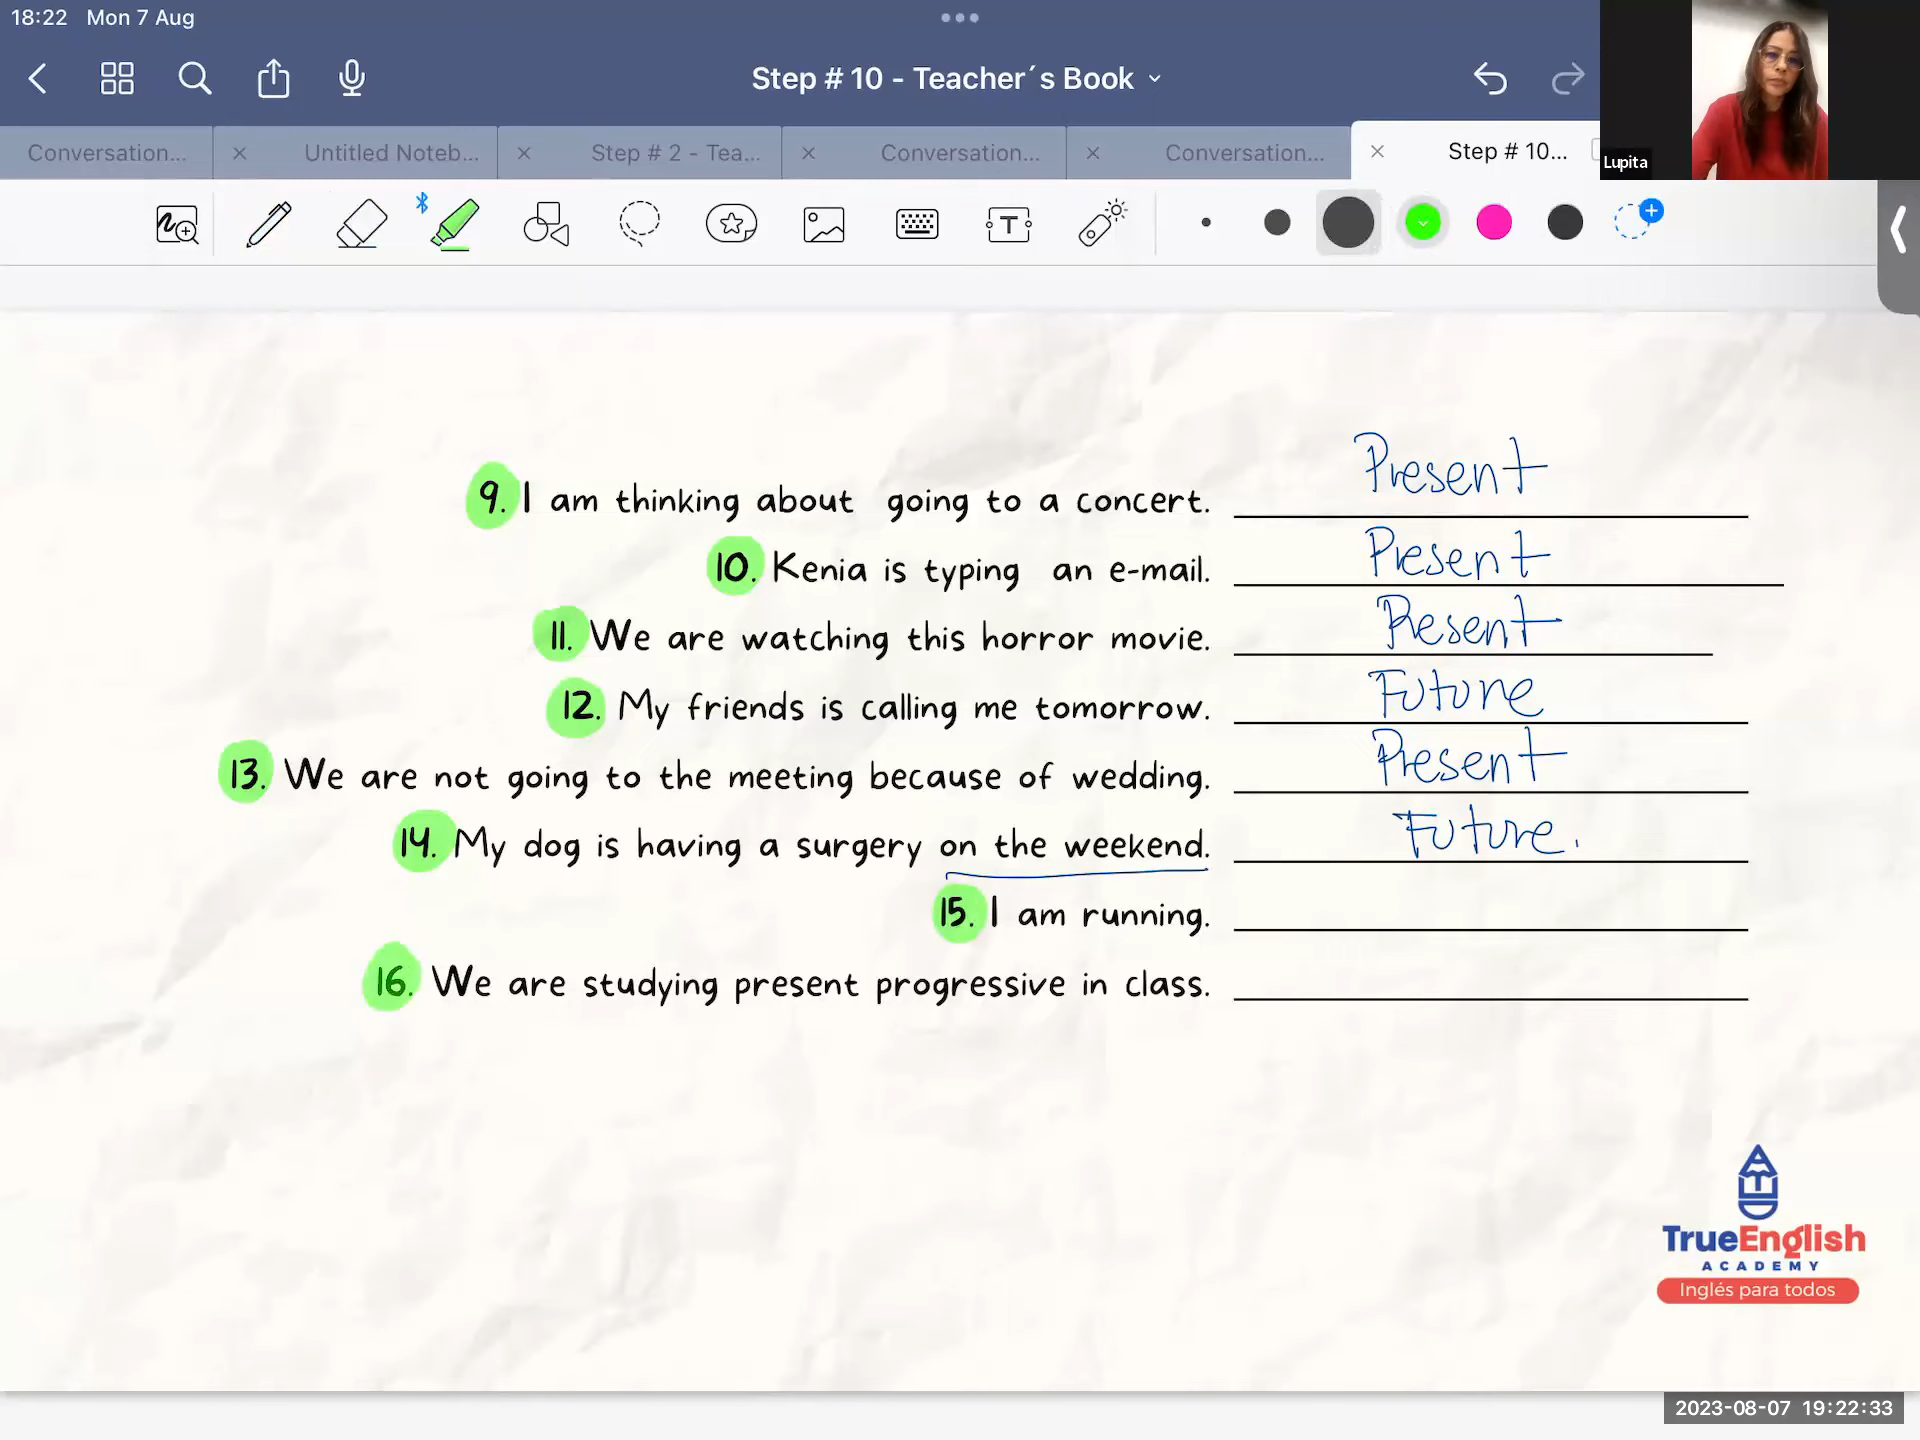 18:22 Mon 7 Aug
Step # 10 - Teacher´s Book
Conversation... Untitled Noteb... Step # 2 - Tea... Conversation... Conversation... Step # 10...
Lupita
T
9. I am thinking about going to a concert. Present
10. Kenia is typing an e-mail. Present
11. We are watching this horror movie. Present
12. My friends is calling me tomorrow. Future
13. We are not going to the meeting because of wedding. Present
14. My dog is having a surgery on the weekend. Future.
15. I am running.
16. We are studying present progressive in class.
TrueEnglish
ACADEMY
Inglés para todos
2023-08-07 19:22:33